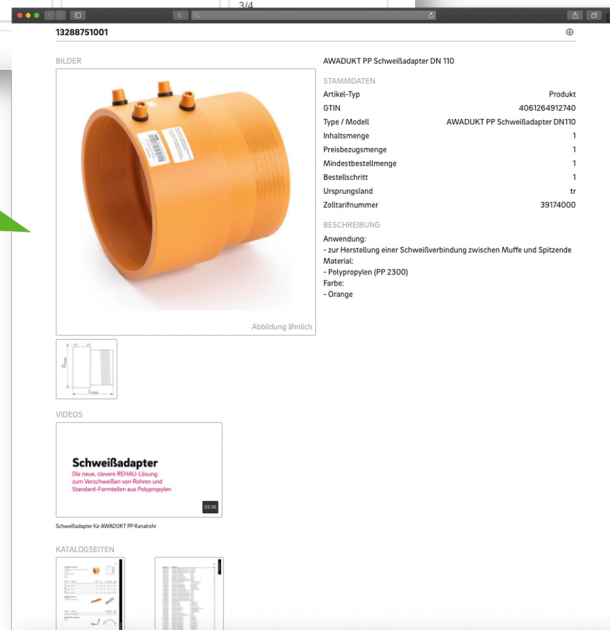 3/4
13288751001
BILDER
AWADUKT PP Schweißadapter DN 110
STAMMDATEN
Artikel-Typ Produkt
GTIN 4061264912740
Type / Modell AWADUKT PP Schweißadapter DN110
Inhaltsmenge 1
Preisbezugsmenge 1
Mindestbestellmenge 1
Bestellschritt 1
Ursprungsland tr
Zolltarifnummer 39174000
BESCHREIBUNG
Anwendung:
- zur Herstellung einer Schweißverbindung zwischen Muffe und Spitzende
Material:
- Polypropylen (PP 2300)
Farbe:
- Orange
Abbildung ähnlich
VIDEOS
Schweißadapter
Die neue, clevere REHAU-Lösung
zum Verschweißen von Rohren und
Standard-Formteilen aus Polypropylen
03:36
Schweißadapter für AWADUKT PP Kanalrohr
KATALOGSEITEN